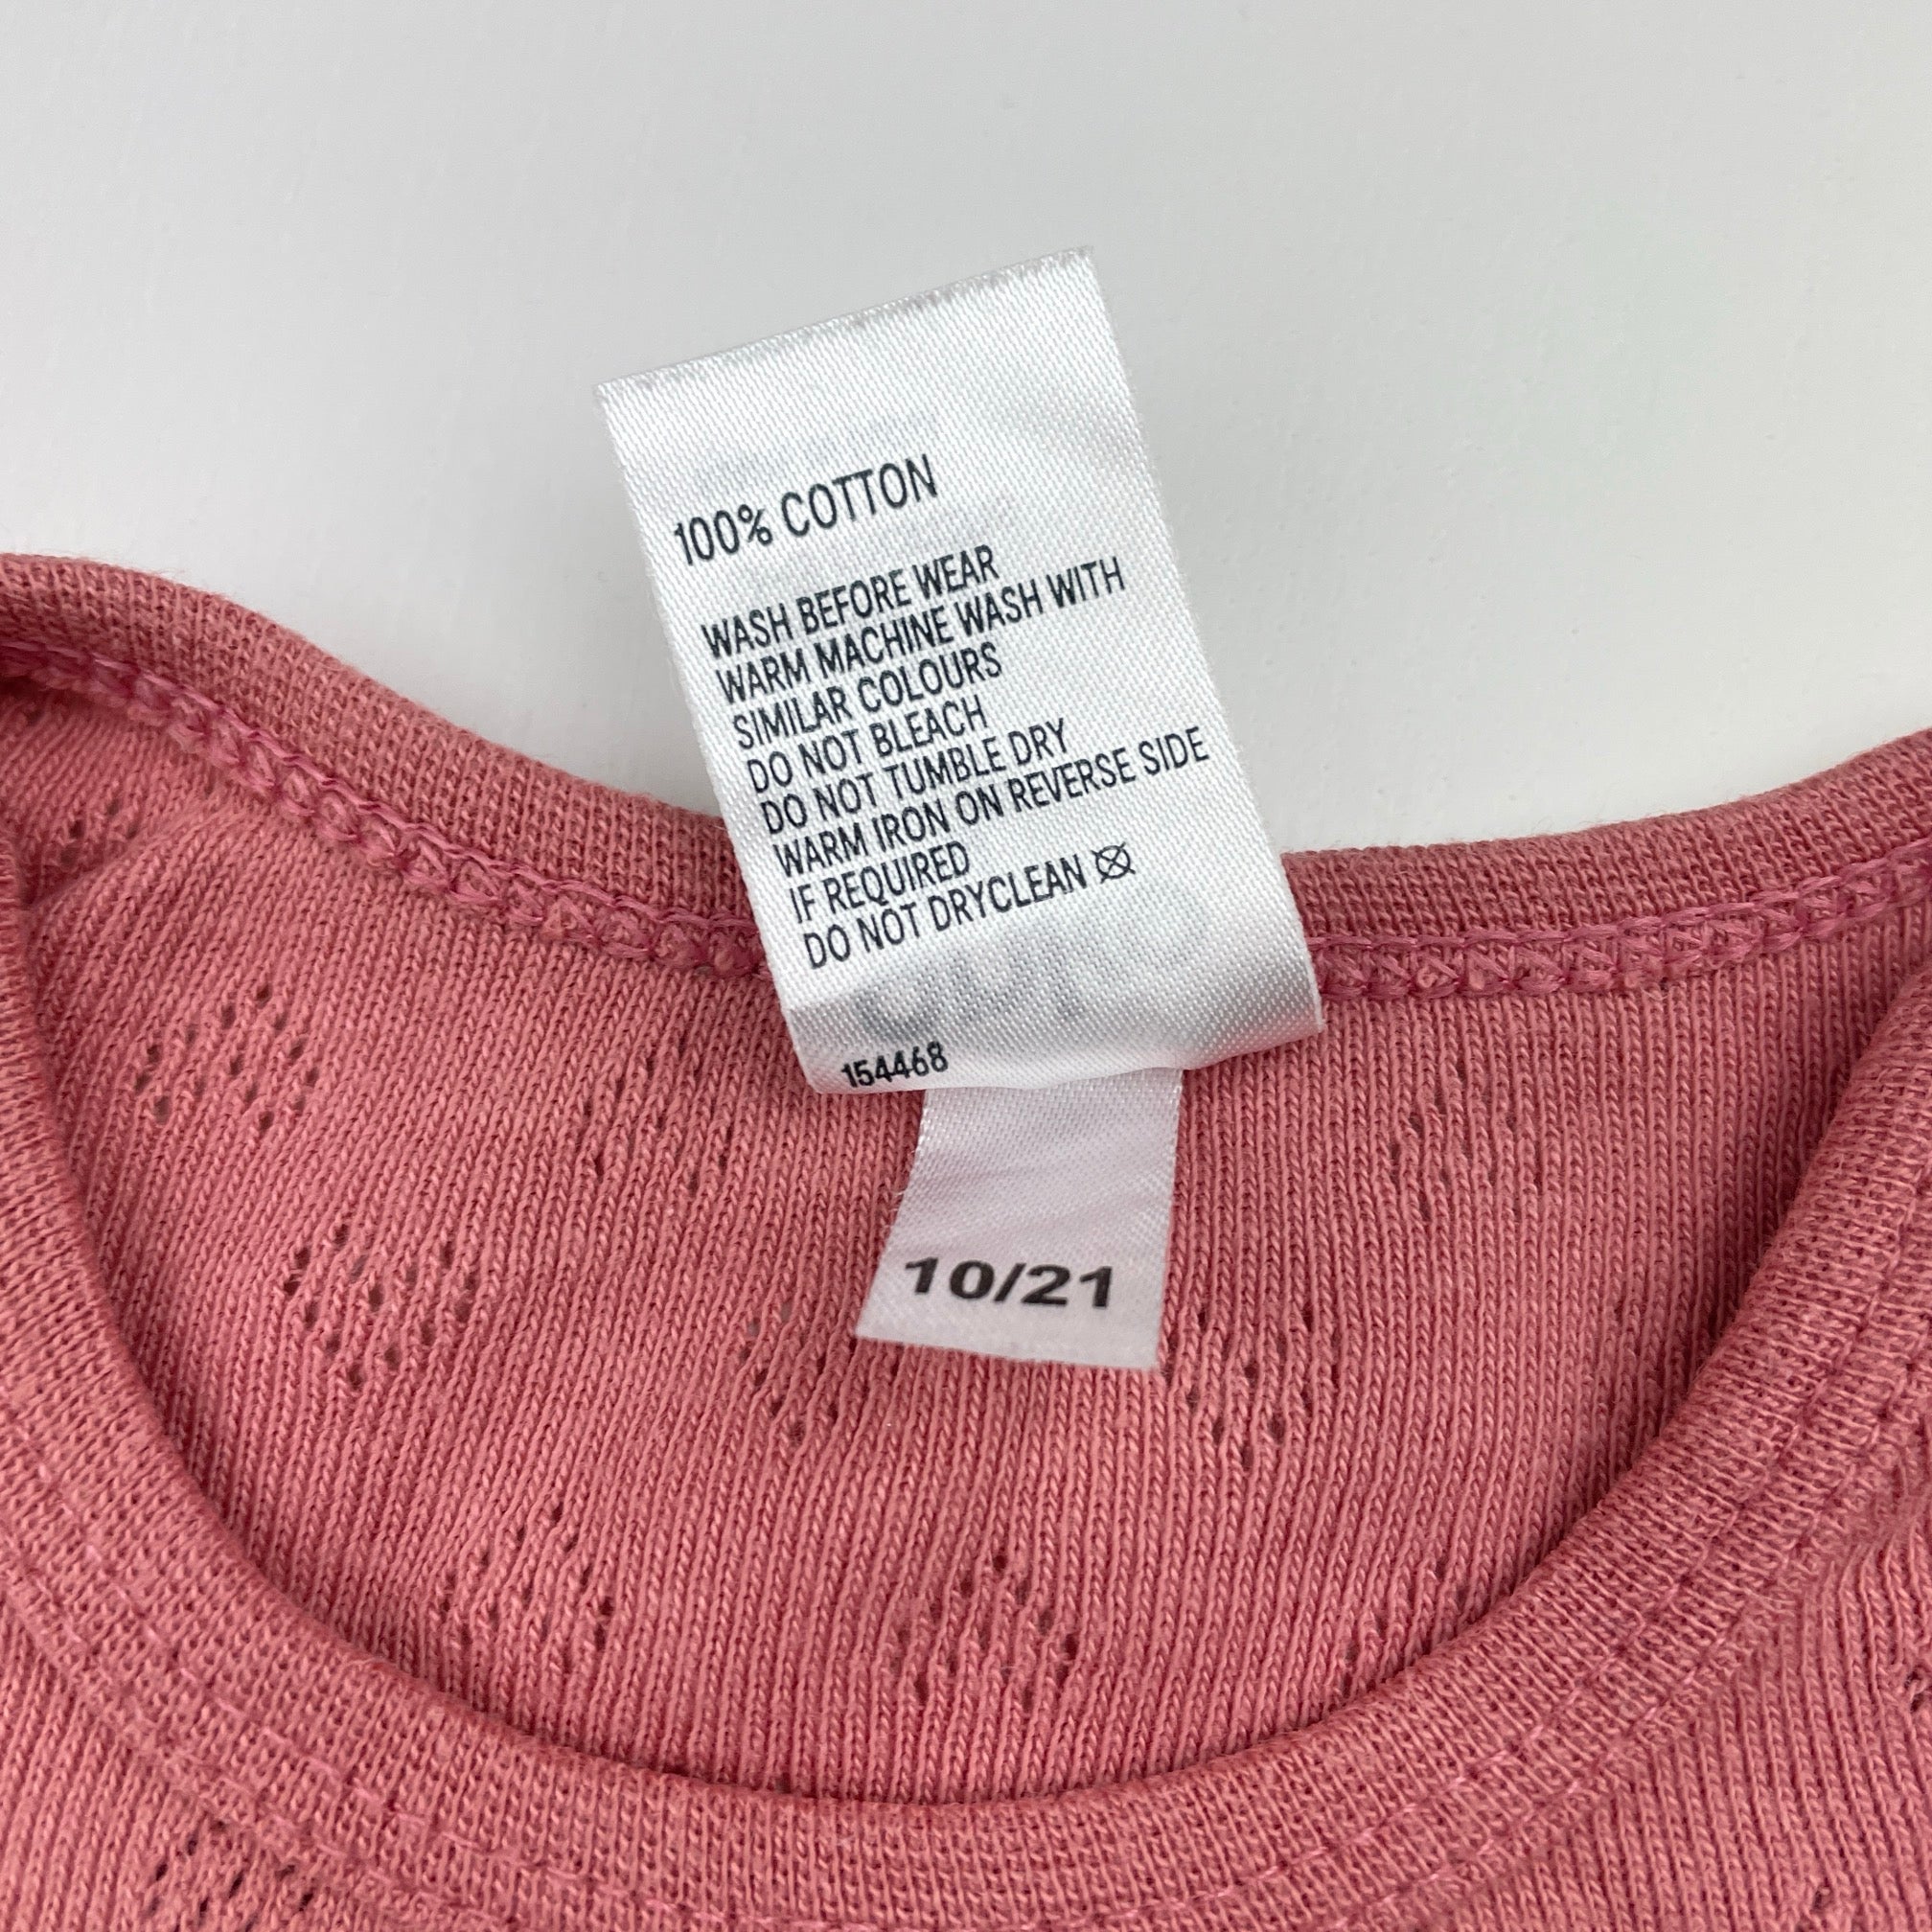 100% COTTON
WASH BEFORE WEAR
WARM MACHINE WASH WITH
SIMILAR COLOURS
DO NOT BLEACH
DO NOT TUMBLE DRY
WARM IRON ON REVERSE SIDE
IF REQUIRED
DO NOT DRYCLEAN
154468
10/21